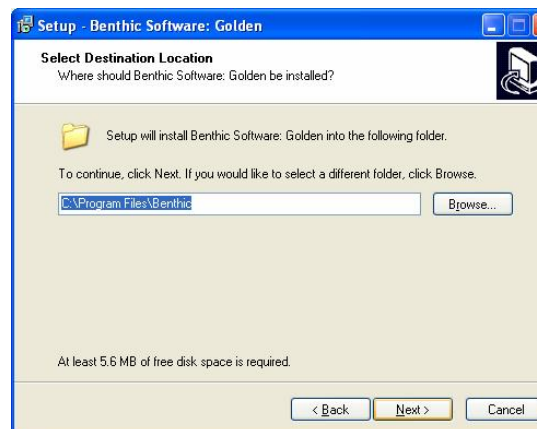 Setup - Benthic Software: Golden
Select Destination Location
Where should Benthic Software: Golden be installed?
Setup will install Benthic Software: Golden into the following folder.
To continue, click Next. If you would like to select a different folder, click Browse.
C:\Program Files\Benthic
Browse...
At least 5.6 MB of free disk space is required.
< Back
Next >
Cancel